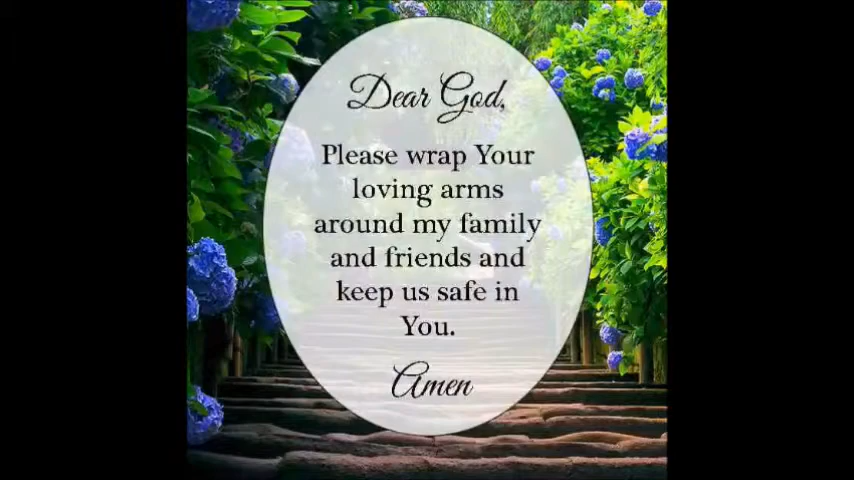 Dear God,
Please wrap Your
loving arms
around my family
and friends and
keep us safe in
You.
Amen